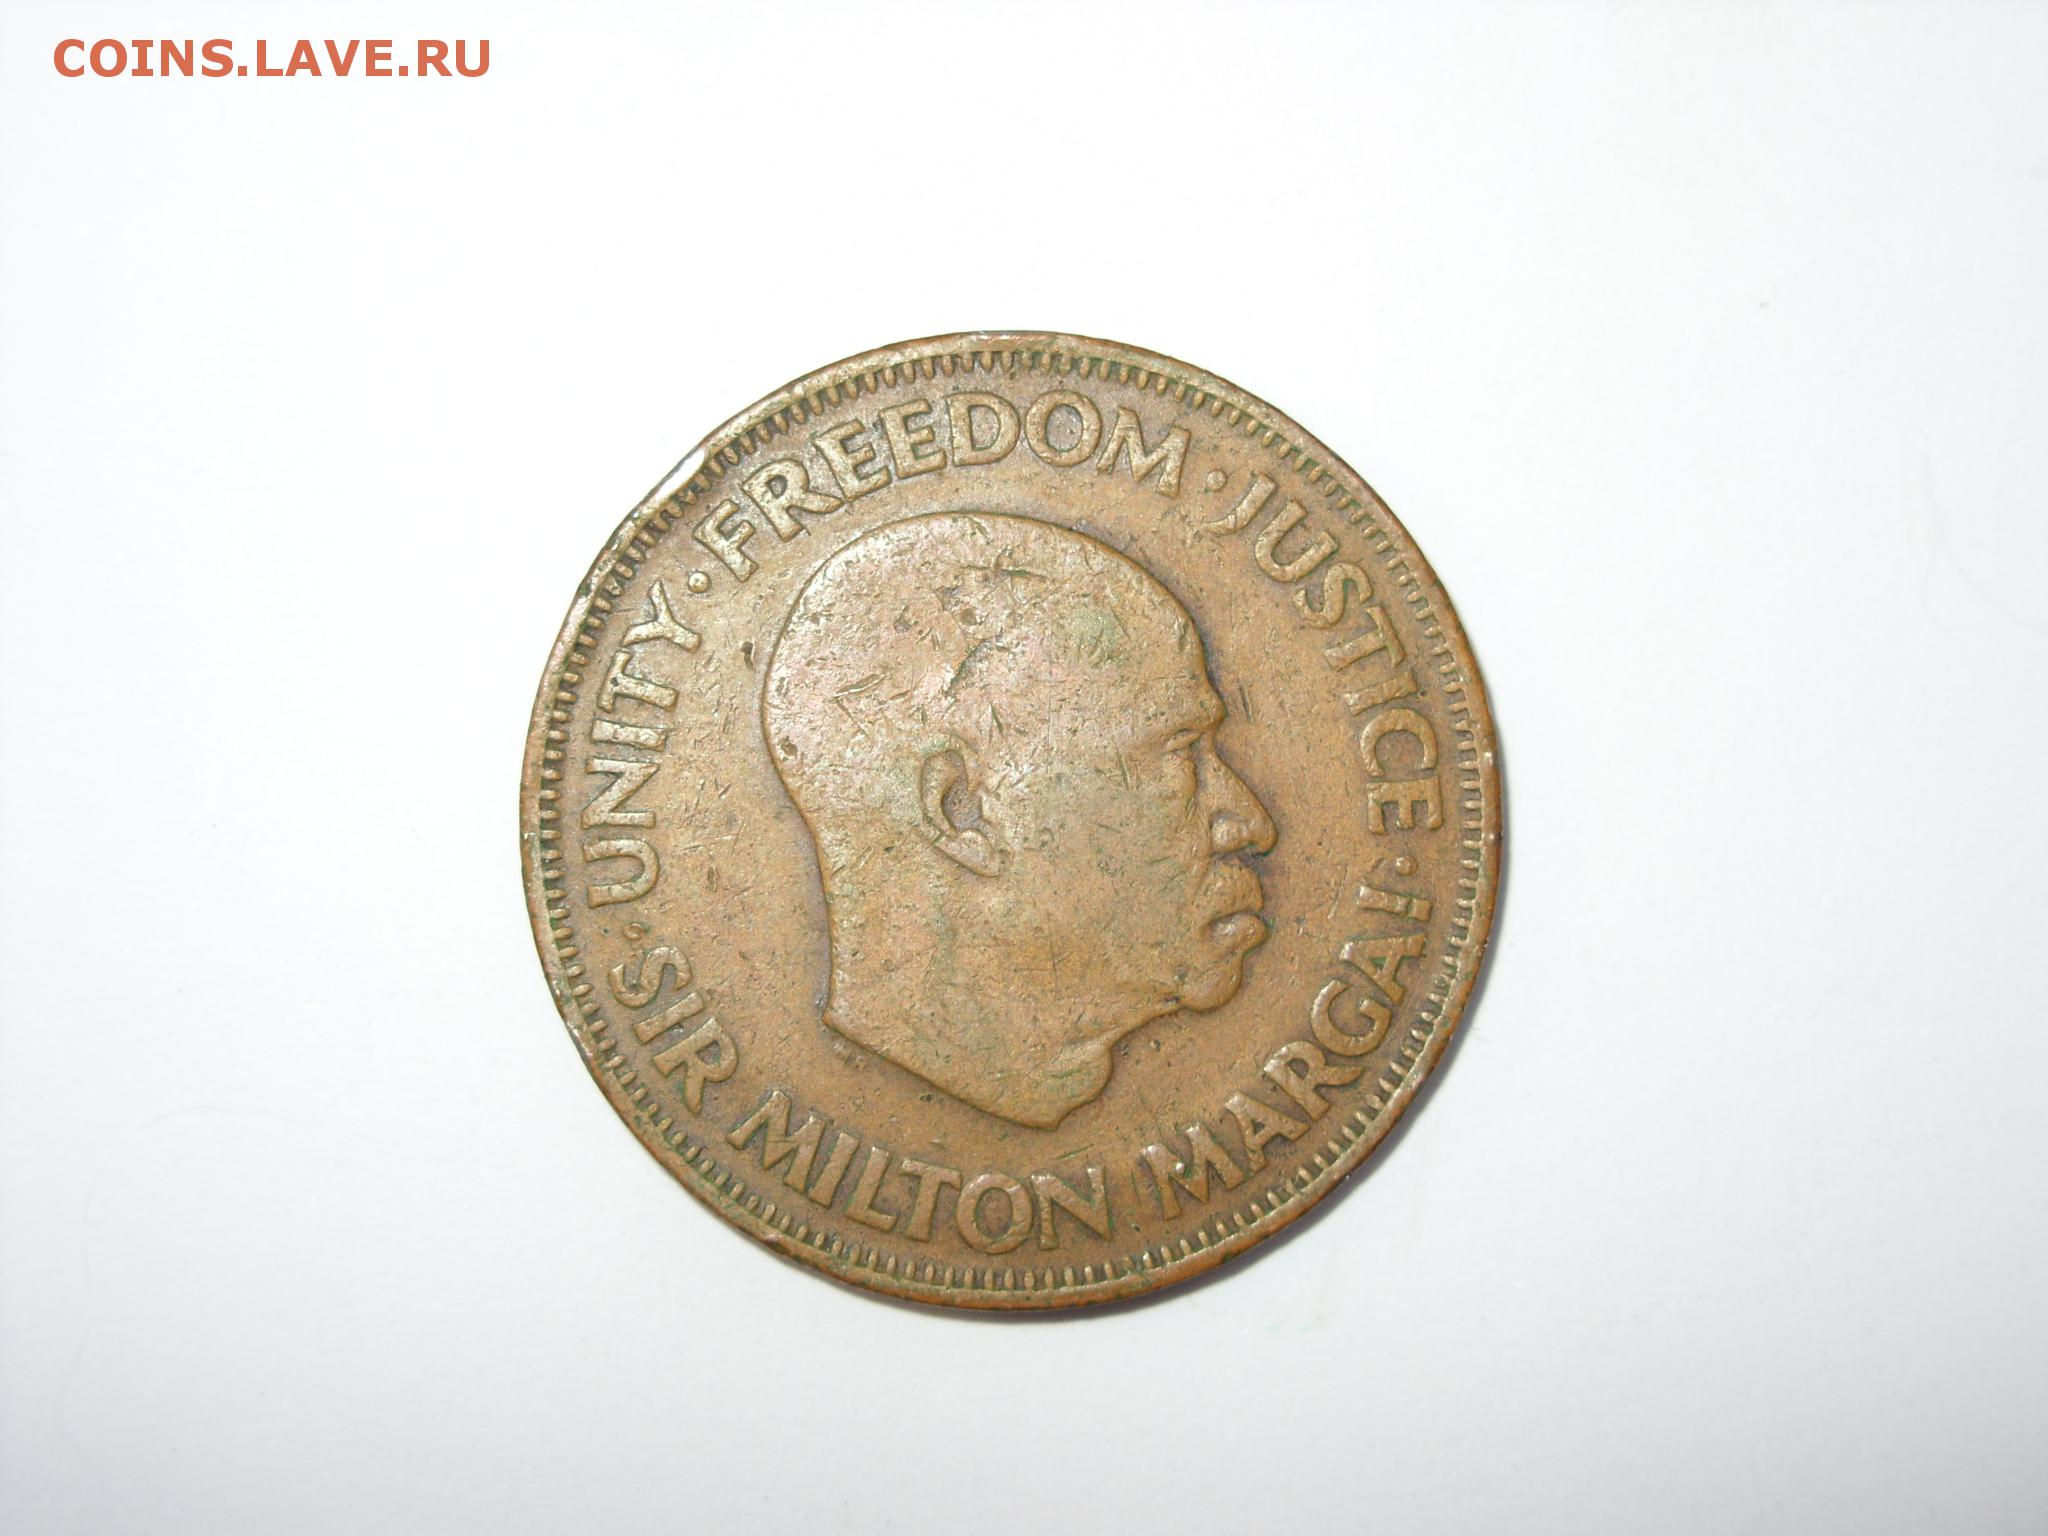 COINS.LAVE.RU
UNITY · FREEDOM · JUSTICE
· SIR MILTON MARGAI ·